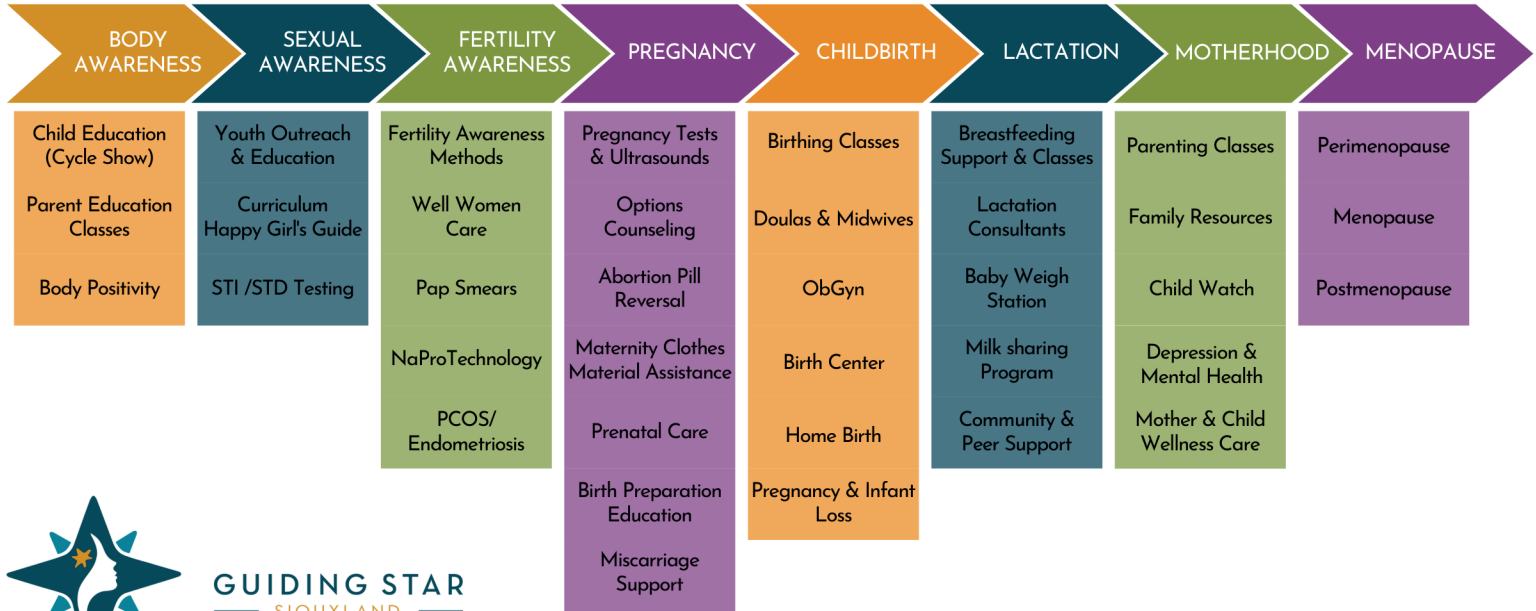 BODY
AWARENESS
SEXUAL
AWARENESS
FERTILITY
AWARENESS
PREGNANCY
CHILDBIRTH
LACTATION
MOTHERHOOD
MENOPAUSE
Child Education
(Cycle Show)
Parent Education
Classes
Body Positivity
Youth Outreach
& Education
Curriculum
Happy Girl's Guide
STI /STD Testing
Fertility Awareness
Methods
Well Women
Care
Pap Smears
NaProTechnology
PCOS/
Endometriosis
Pregnancy Tests
& Ultrasounds
Options
Counseling
Abortion Pill
Reversal
Maternity Clothes
Material Assistance
Prenatal Care
Birth Preparation
Education
Miscarriage
Support
Birthing Classes
Doulas & Midwives
ObGyn
Birth Center
Home Birth
Pregnancy & Infant
Loss
Breastfeeding
Support & Classes
Lactation
Consultants
Baby Weigh
Station
Milk sharing
Program
Community &
Peer Support
Parenting Classes
Family Resources
Child Watch
Depression &
Mental Health
Mother & Child
Wellness Care
Perimenopause
Menopause
Postmenopause
GUIDING STAR
SIOUXLAND